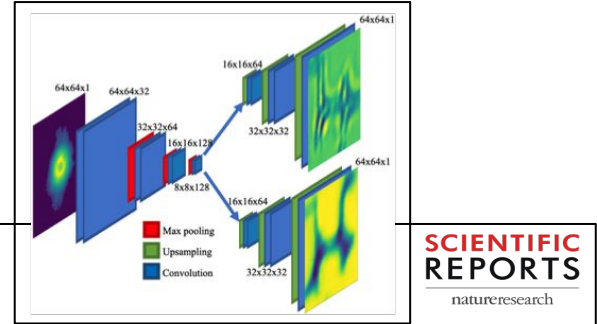 64x64x1
16x16x64
64x64x1
64x64x32
32x32x64
16x16x128
32x32x32
64x64x1
8x8x128
16x16x64
Max pooling
Upsampling
Convolution
32x32x32
SCIENTIFIC
REPORTS
natureresearch